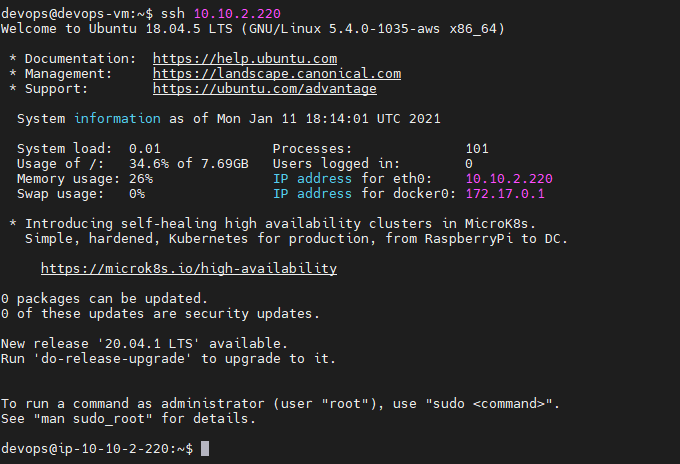 devops@devops-vm:~$ ssh 10.10.2.220
Welcome to Ubuntu 18.04.5 LTS (GNU/Linux 5.4.0-1035-aws x86_64)
* Documentation:  https://help.ubuntu.com
* Management:     https://landscape.canonical.com
* Support:        https://ubuntu.com/advantage
System information as of Mon Jan 11 18:14:01 UTC 2021
System load:  0.01              Processes:              101
Usage of /:   34.6% of 7.69GB   Users logged in:        0
Memory usage: 26%               IP address for eth0:    10.10.2.220
Swap usage:   0%                IP address for docker0: 172.17.0.1
* Introducing self-healing high availability clusters in MicroK8s.
Simple, hardened, Kubernetes for production, from RaspberryPi to DC.
https://microk8s.io/high-availability
0 packages can be updated.
0 of these updates are security updates.
New release '20.04.1 LTS' available.
Run 'do-release-upgrade' to upgrade to it.
To run a command as administrator (user "root"), use "sudo <command>".
See "man sudo_root" for details.
devops@ip-10-10-2-220:~$